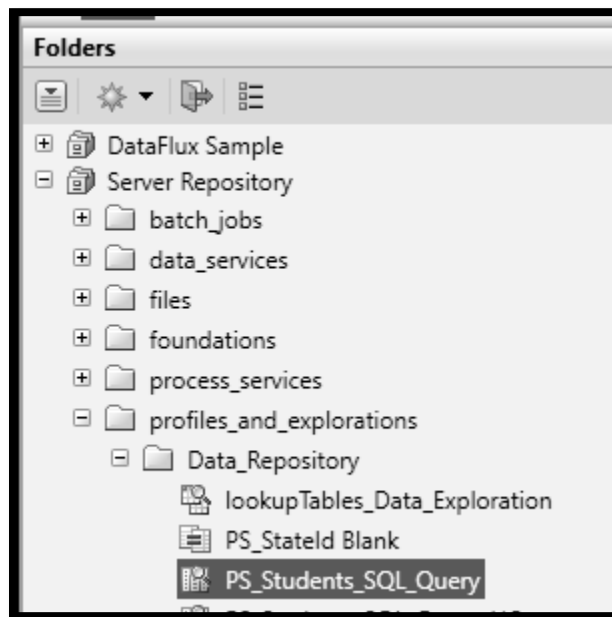 Folders
DataFlux Sample
Server Repository
batch_jobs
data_services
files
foundations
process_services
profiles_and_explorations
Data_Repository
lookupTables_Data_Exploration
PS_StateId Blank
PS_Students_SQL_Query